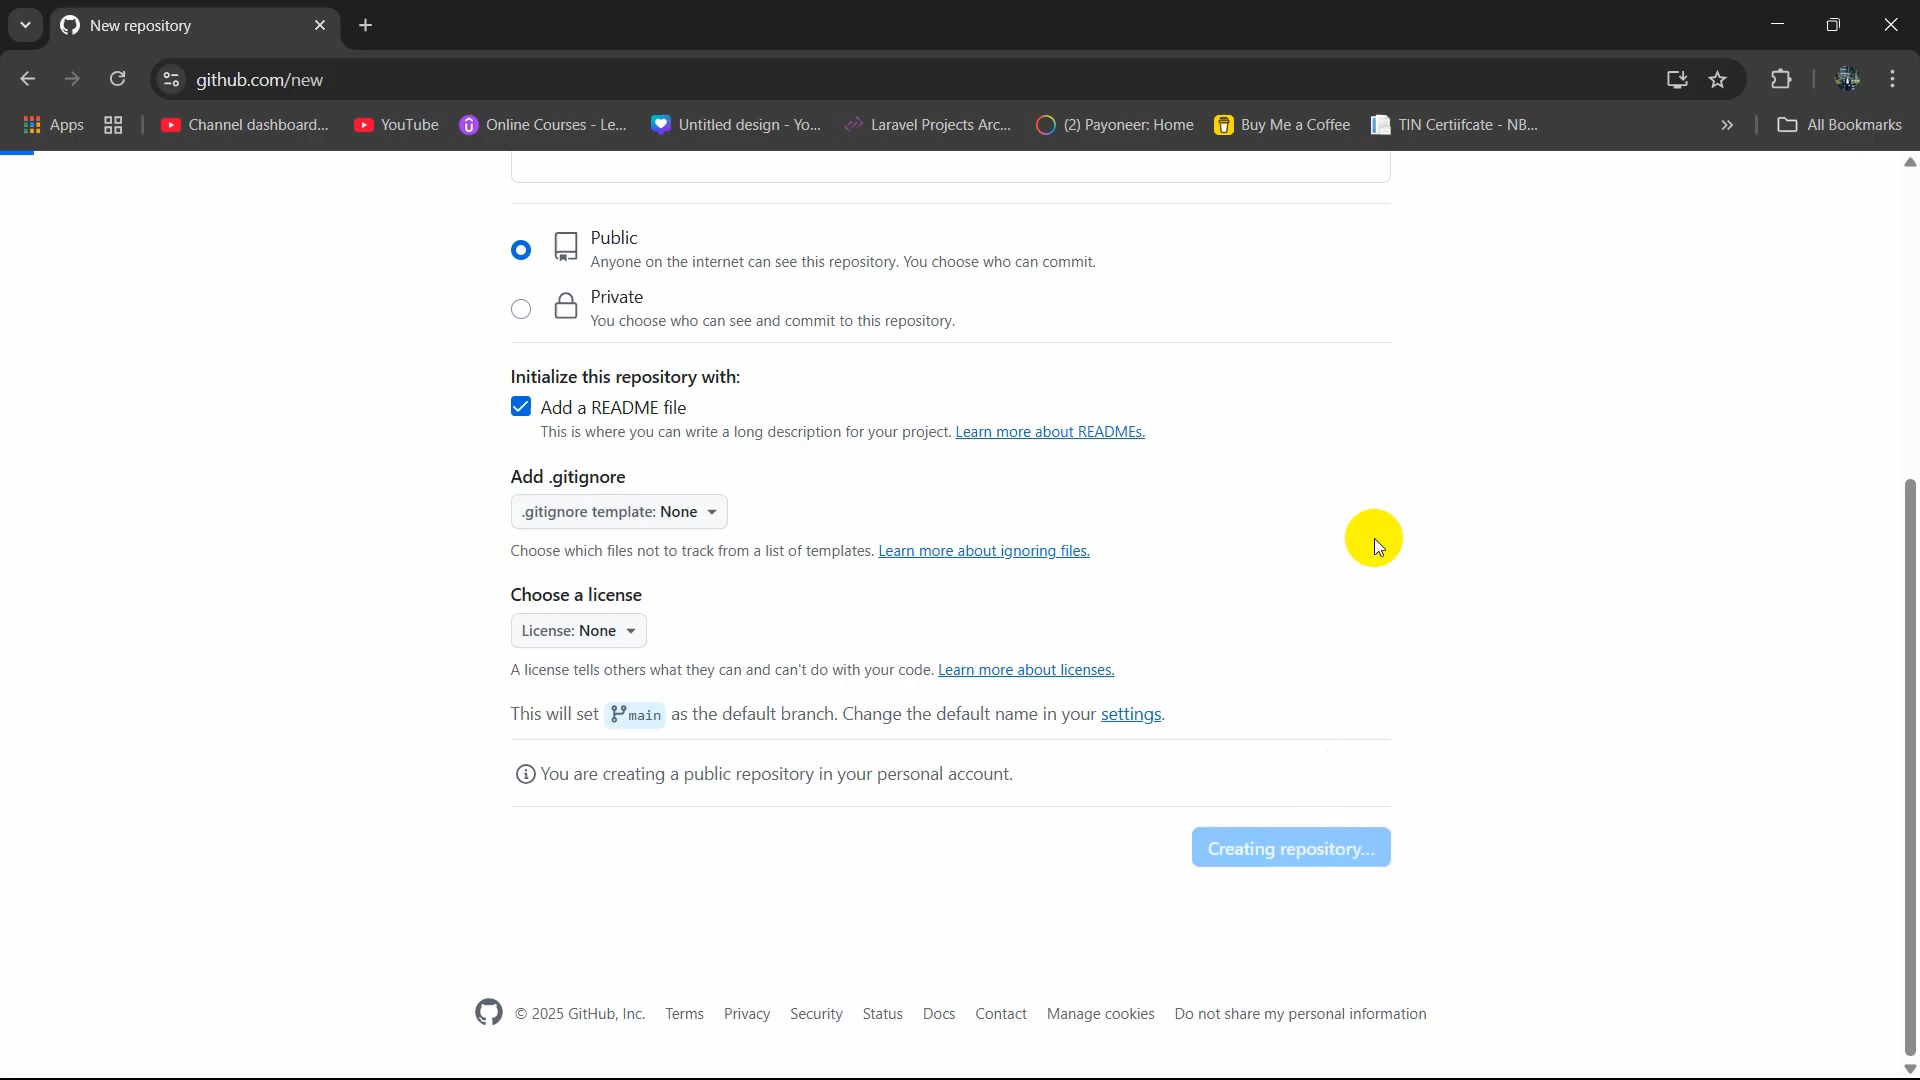 New repository
github.com/new
Apps
Channel dashboard...
YouTube
Online Courses - Le...
Untitled design - Yo...
Laravel Projects Arc...
(2) Payoneer: Home
Buy Me a Coffee
TIN Certiifcate - NB...
All Bookmarks
Public
Anyone on the internet can see this repository. You choose who can commit.
Private
You choose who can see and commit to this repository.
Initialize this repository with:
Add a README file
This is where you can write a long description for your project. Learn more about READMEs.
Add .gitignore
.gitignore template: None
Choose which files not to track from a list of templates. Learn more about ignoring files.
Choose a license
License: None
A license tells others what they can and can't do with your code. Learn more about licenses.
This will set main as the default branch. Change the default name in your settings.
You are creating a public repository in your personal account.
Creating repository...
© 2025 GitHub, Inc. Terms Privacy Security Status Docs Contact Manage cookies Do not share my personal information